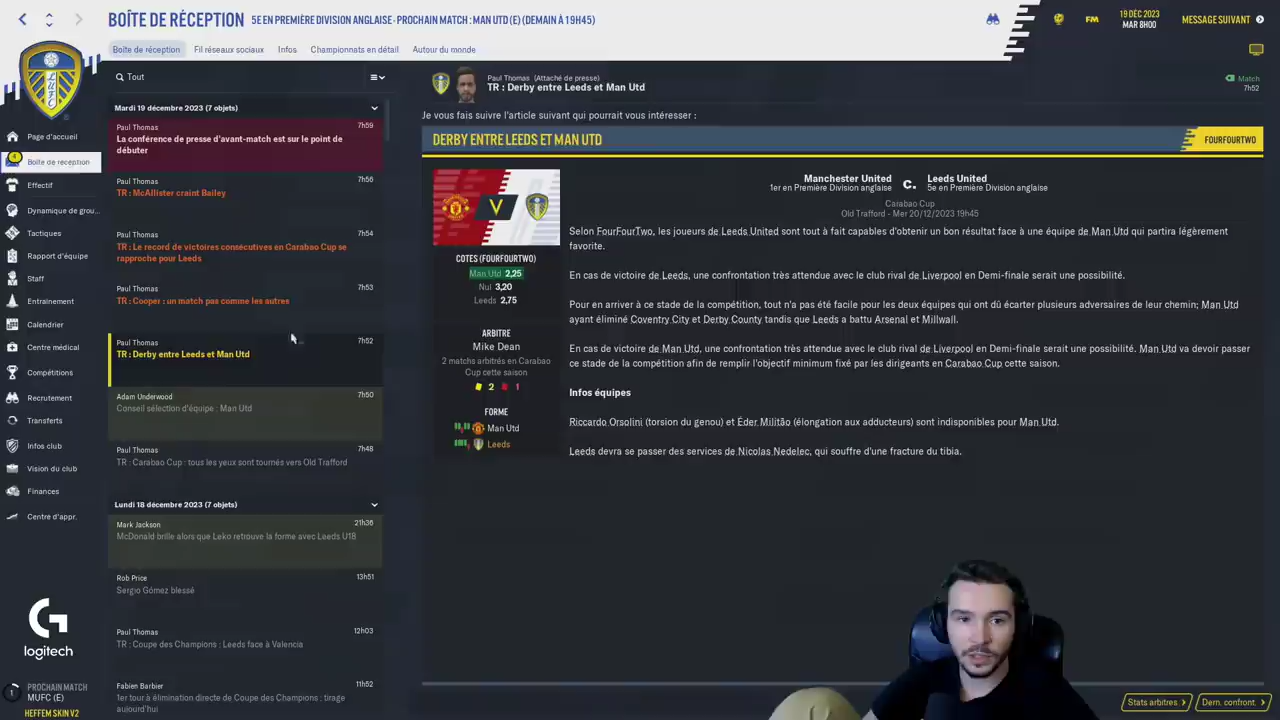 BOÎTE DE RÉCEPTION 5E EN PREMIÈRE DIVISION ANGLAISE - PROCHAIN MATCH : MAN UTD (E) (DEMAIN À 19H45)
FM
19 DÉC 2023
MAR 8H00
MESSAGE SUIVANT
Boîte de réception Fil réseaux sociaux Infos Championnats en détail Autour du monde
Page d'accueil
Boîte de réception
Effectif
Dynamique de grou...
Tactiques
Rapport d'équipe
Staff
Entraînement
Calendrier
Centre médical
Compétitions
Recrutement
Transferts
Infos club
Vision du club
Finances
Centre d'appr.
logitech
1 PROCHAIN MATCH
MUFC (E)
HEFFEM SKIN V2
Tout
Mardi 19 décembre 2023 (7 objets)
Paul Thomas 7h59
La conférence de presse d'avant-match est sur le point de
débuter
Paul Thomas 7h56
TR : McAllister craint Bailey
Paul Thomas 7h54
TR : Le record de victoires consécutives en Carabao Cup se
rapproche pour Leeds
Paul Thomas 7h53
TR : Cooper : un match pas comme les autres
Paul Thomas 7h52
TR : Derby entre Leeds et Man Utd
Adam Underwood 7h50
Conseil sélection d'équipe : Man Utd
Paul Thomas 7h48
TR : Carabao Cup : tous les yeux sont tournés vers Old Trafford
Lundi 18 décembre 2023 (7 objets)
Mark Jackson 21h36
McDonald brille alors que Leko retrouve la forme avec Leeds U18
Rob Price 13h51
Sergio Gómez blessé
Paul Thomas 12h03
TR : Coupe des Champions : Leeds face à Valencia
Fabien Barbier 11h52
1er tour à élimination directe de Coupe des Champions : tirage
aujourd'hui
Paul Thomas (Attaché de presse)
TR : Derby entre Leeds et Man Utd
Match
7h52
Je vous fais suivre l'article suivant qui pourrait vous intéresser :
DERBY ENTRE LEEDS ET MAN UTD
FOURFOURTWO
V
COTES (FOURFOURTWO)
Man Utd 2,25
Nul 3,20
Leeds 2,75
ARBITRE
Mike Dean
2 matchs arbitrés en Carabao
Cup cette saison
2 1
FORME
Man Utd
Leeds
Manchester United c. Leeds United
1er en Première Division anglaise 5e en Première Division anglaise
Carabao Cup
Old Trafford - Mer 20/12/2023 19h45
Selon FourFourTwo, les joueurs de Leeds United sont tout à fait capables d'obtenir un bon résultat face à une équipe de Man Utd qui partira légèrement
favorite.
En cas de victoire de Leeds, une confrontation très attendue avec le club rival de Liverpool en Demi-finale serait une possibilité.
Pour en arriver à ce stade de la compétition, tout n'a pas été facile pour les deux équipes qui ont dû écarter plusieurs adversaires de leur chemin; Man Utd
ayant éliminé Coventry City et Derby County tandis que Leeds a battu Arsenal et Millwall.
En cas de victoire de Man Utd, une confrontation très attendue avec le club rival de Liverpool en Demi-finale serait une possibilité. Man Utd va devoir passer
ce stade de la compétition afin de remplir l'objectif minimum fixé par les dirigeants en Carabao Cup cette saison.
Infos équipes
Riccardo Orsolini (torsion du genou) et Éder Militão (élongation aux adducteurs) sont indisponibles pour Man Utd.
Leeds devra se passer des services de Nicolas Nedelec, qui souffre d'une fracture du tibia.
Stats arbitres
Dern. confront.